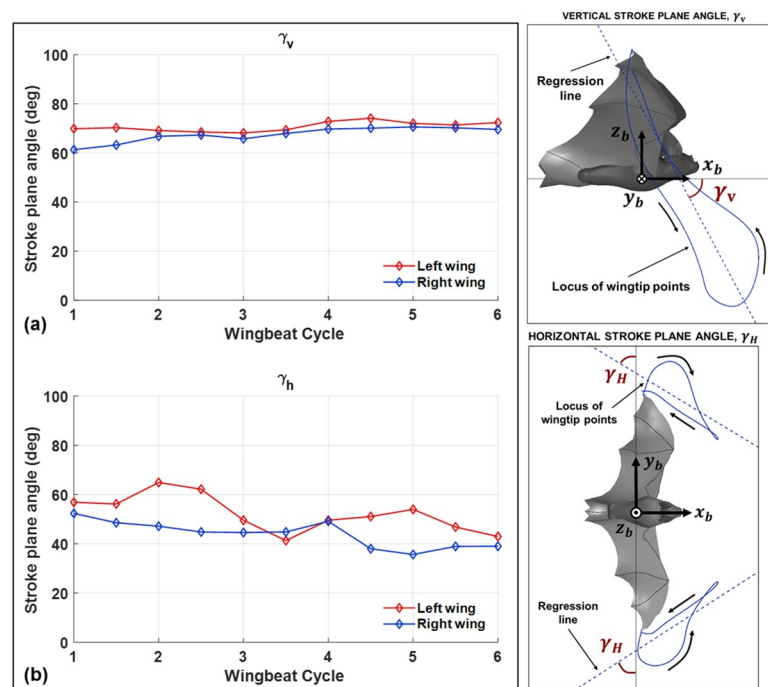 γv
Stroke plane angle (deg)
100
80
60
40
20
0
Left wing
Right wing
1
2
3
4
5
6
Wingbeat Cycle
(a)
γh
Stroke plane angle (deg)
100
80
60
40
20
0
Left wing
Right wing
1
2
3
4
5
6
Wingbeat Cycle
(b)
VERTICAL STROKE PLANE ANGLE, γv
Regression
line
zb
xb
yb
γv
Locus of wingtip points
HORIZONTAL STROKE PLANE ANGLE, γH
γH
Locus of
wingtip
points
yb
xb
zb
Regression
line
γH